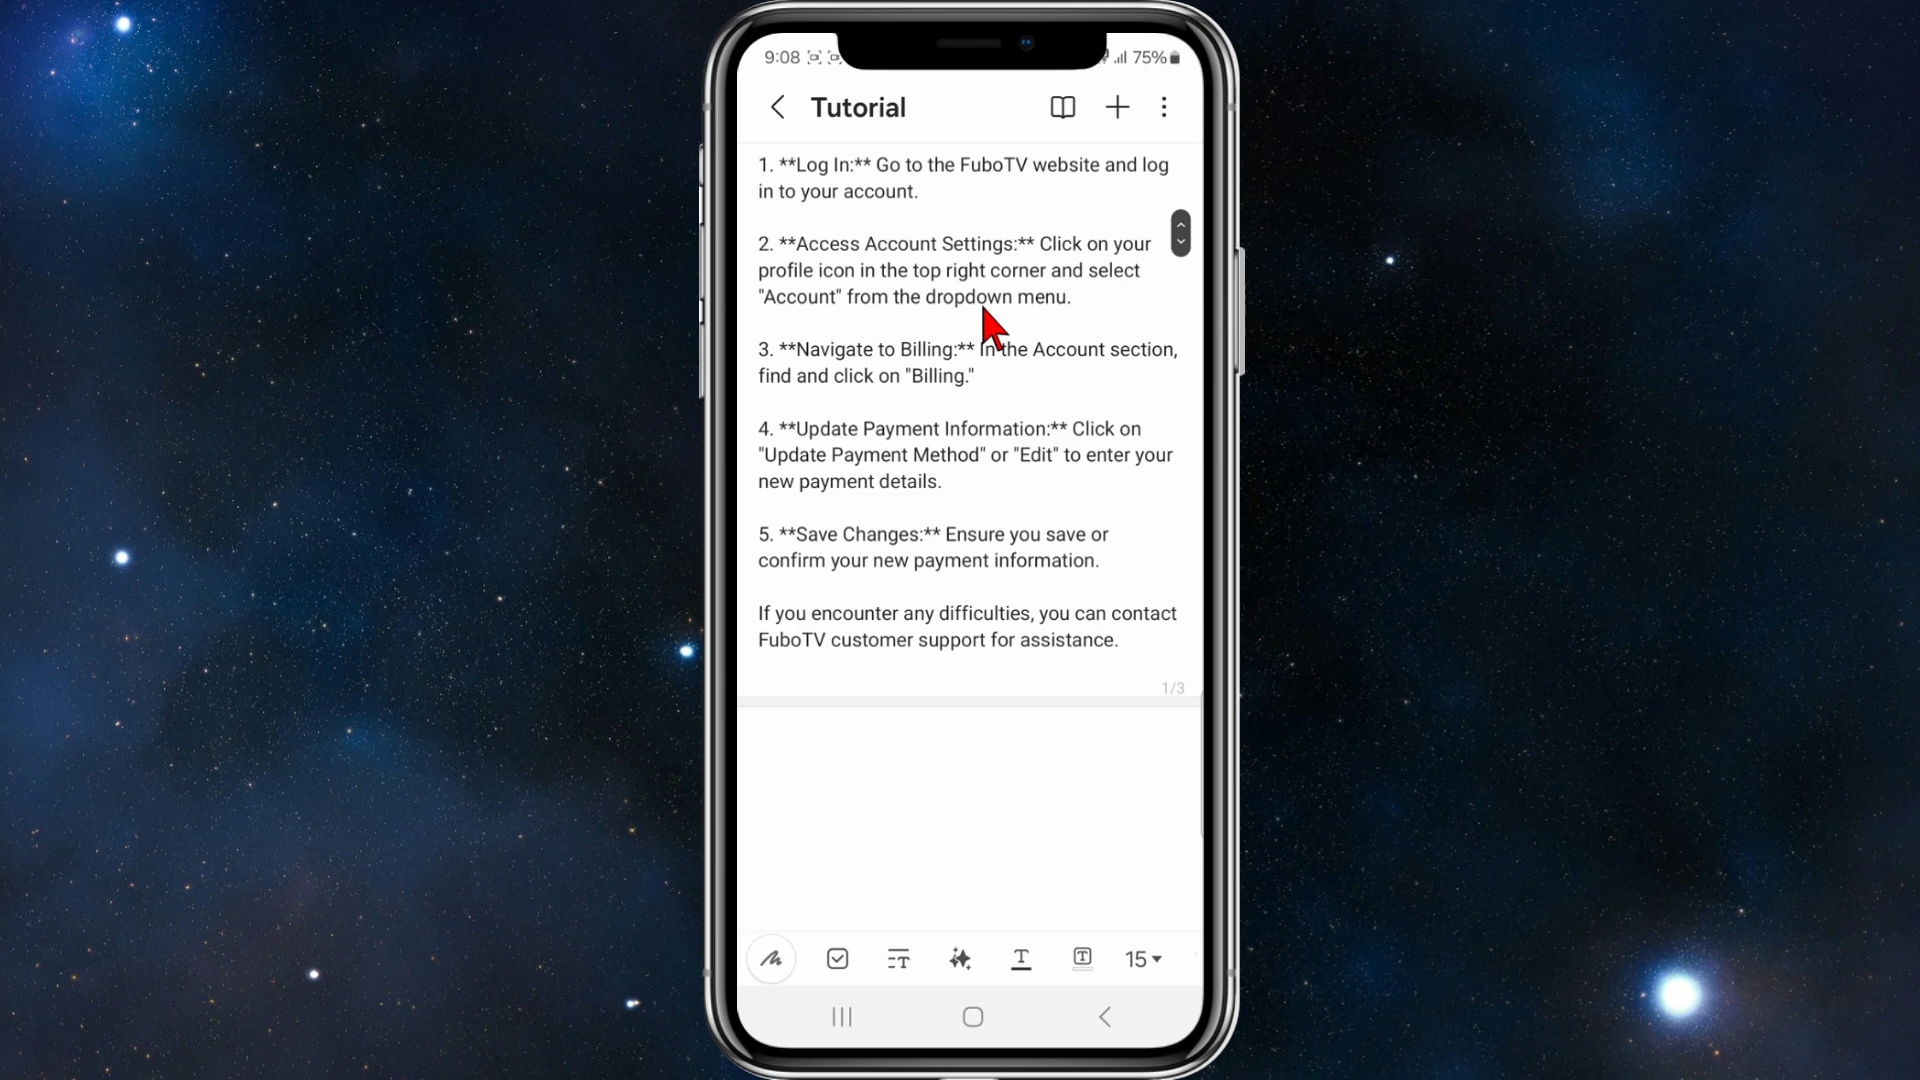 9:08
75%
Tutorial
1. **Log In:** Go to the FuboTV website and log
in to your account.
2. **Access Account Settings:** Click on your
profile icon in the top right corner and select
"Account" from the dropdown menu.
3. **Navigate to Billing:** In the Account section,
find and click on "Billing."
4. **Update Payment Information:** Click on
"Update Payment Method" or "Edit" to enter your
new payment details.
5. **Save Changes:** Ensure you save or
confirm your new payment information.
If you encounter any difficulties, you can contact
FuboTV customer support for assistance.
1/3
15